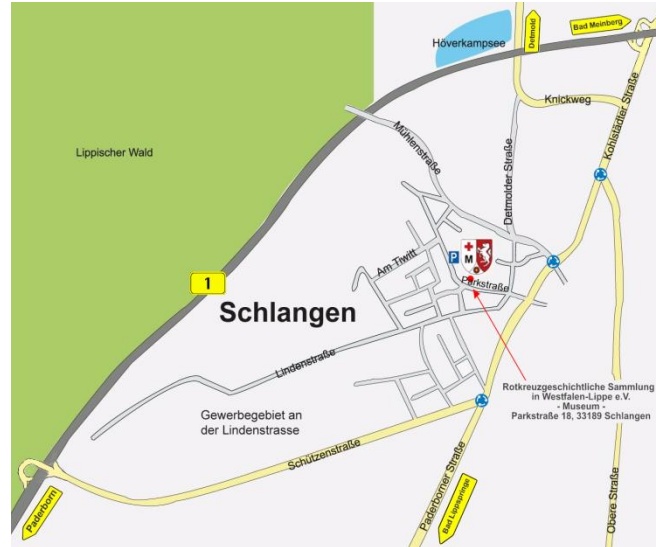 Bad Meinberg
Detmold
Höverkampsee
Knickweg
Kohlstädter Straße
Mühlenstraße
Lippischer Wald
Detmolder Straße
P
M
Am Tiwitt
Parkstraße
1
Schlangen
Lindenstraße
Rotkreuzgeschichtliche Sammlung
in Westfalen-Lippe e.V.
- Museum -
Parkstraße 18, 33189 Schlangen
Gewerbegebiet an
der Lindenstrasse
Schützenstraße
Paderborner Straße
Obere Straße
Paderborn
Bad Lippspringe